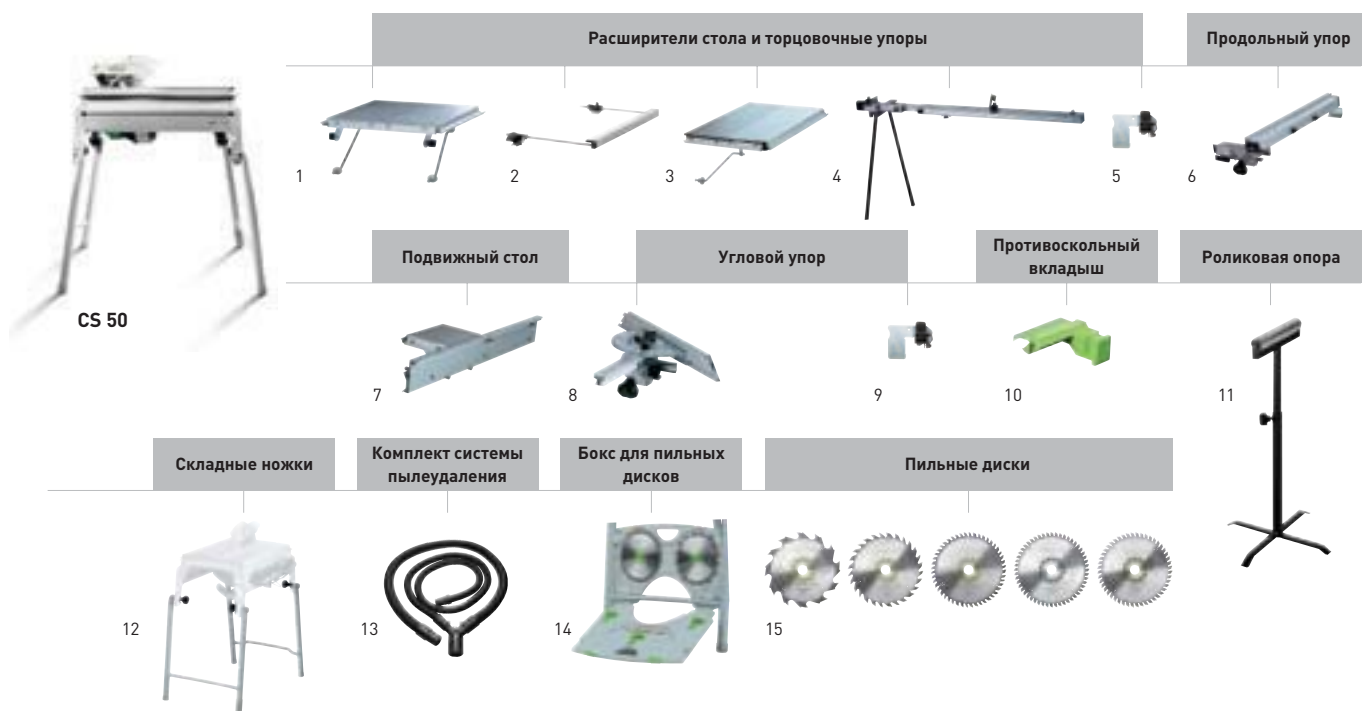 Расширители стола и торцовочные упоры
Продольный упор
1
2
3
4
5
6
CS 50
Подвижный стол
Угловой упор
Противоскольный
вкладыш
Роликовая опора
7
8
9
10
11
Складные ножки
Комплект системы
пылеудаления
Бокс для пильных
дисков
Пильные диски
12
13
14
15